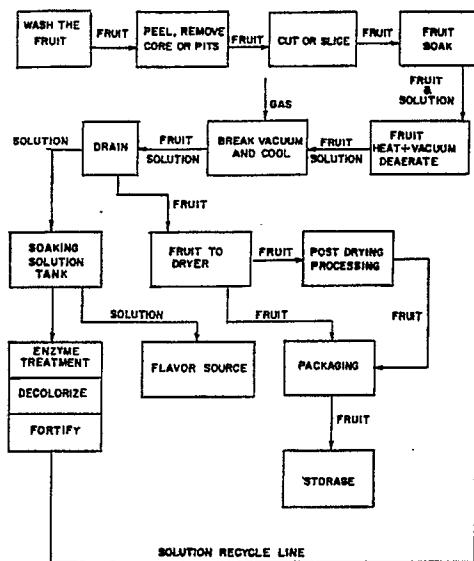 WASH THE
FRUIT
FRUIT
PEEL, REMOVE
CORE OR PITS
FRUIT
CUT OR SLICE
FRUIT
FRUIT
SOAK
FRUIT
&
SOLUTION
GAS
FRUIT
HEAT+VACUUM
DEAERATE
FRUIT
SOLUTION
BREAK VACUUM
AND COOL
FRUIT
SOLUTION
DRAIN
SOLUTION
FRUIT
SOAKING
SOLUTION
TANK
FRUIT TO
DRYER
FRUIT
POST DRYING
PROCESSING
SOLUTION
FRUIT
FRUIT
ENZYME
TREATMENT
DECOLORIZE
FORTIFY
FLAVOR SOURCE
PACKAGING
FRUIT
STORAGE
SOLUTION RECYCLE LINE